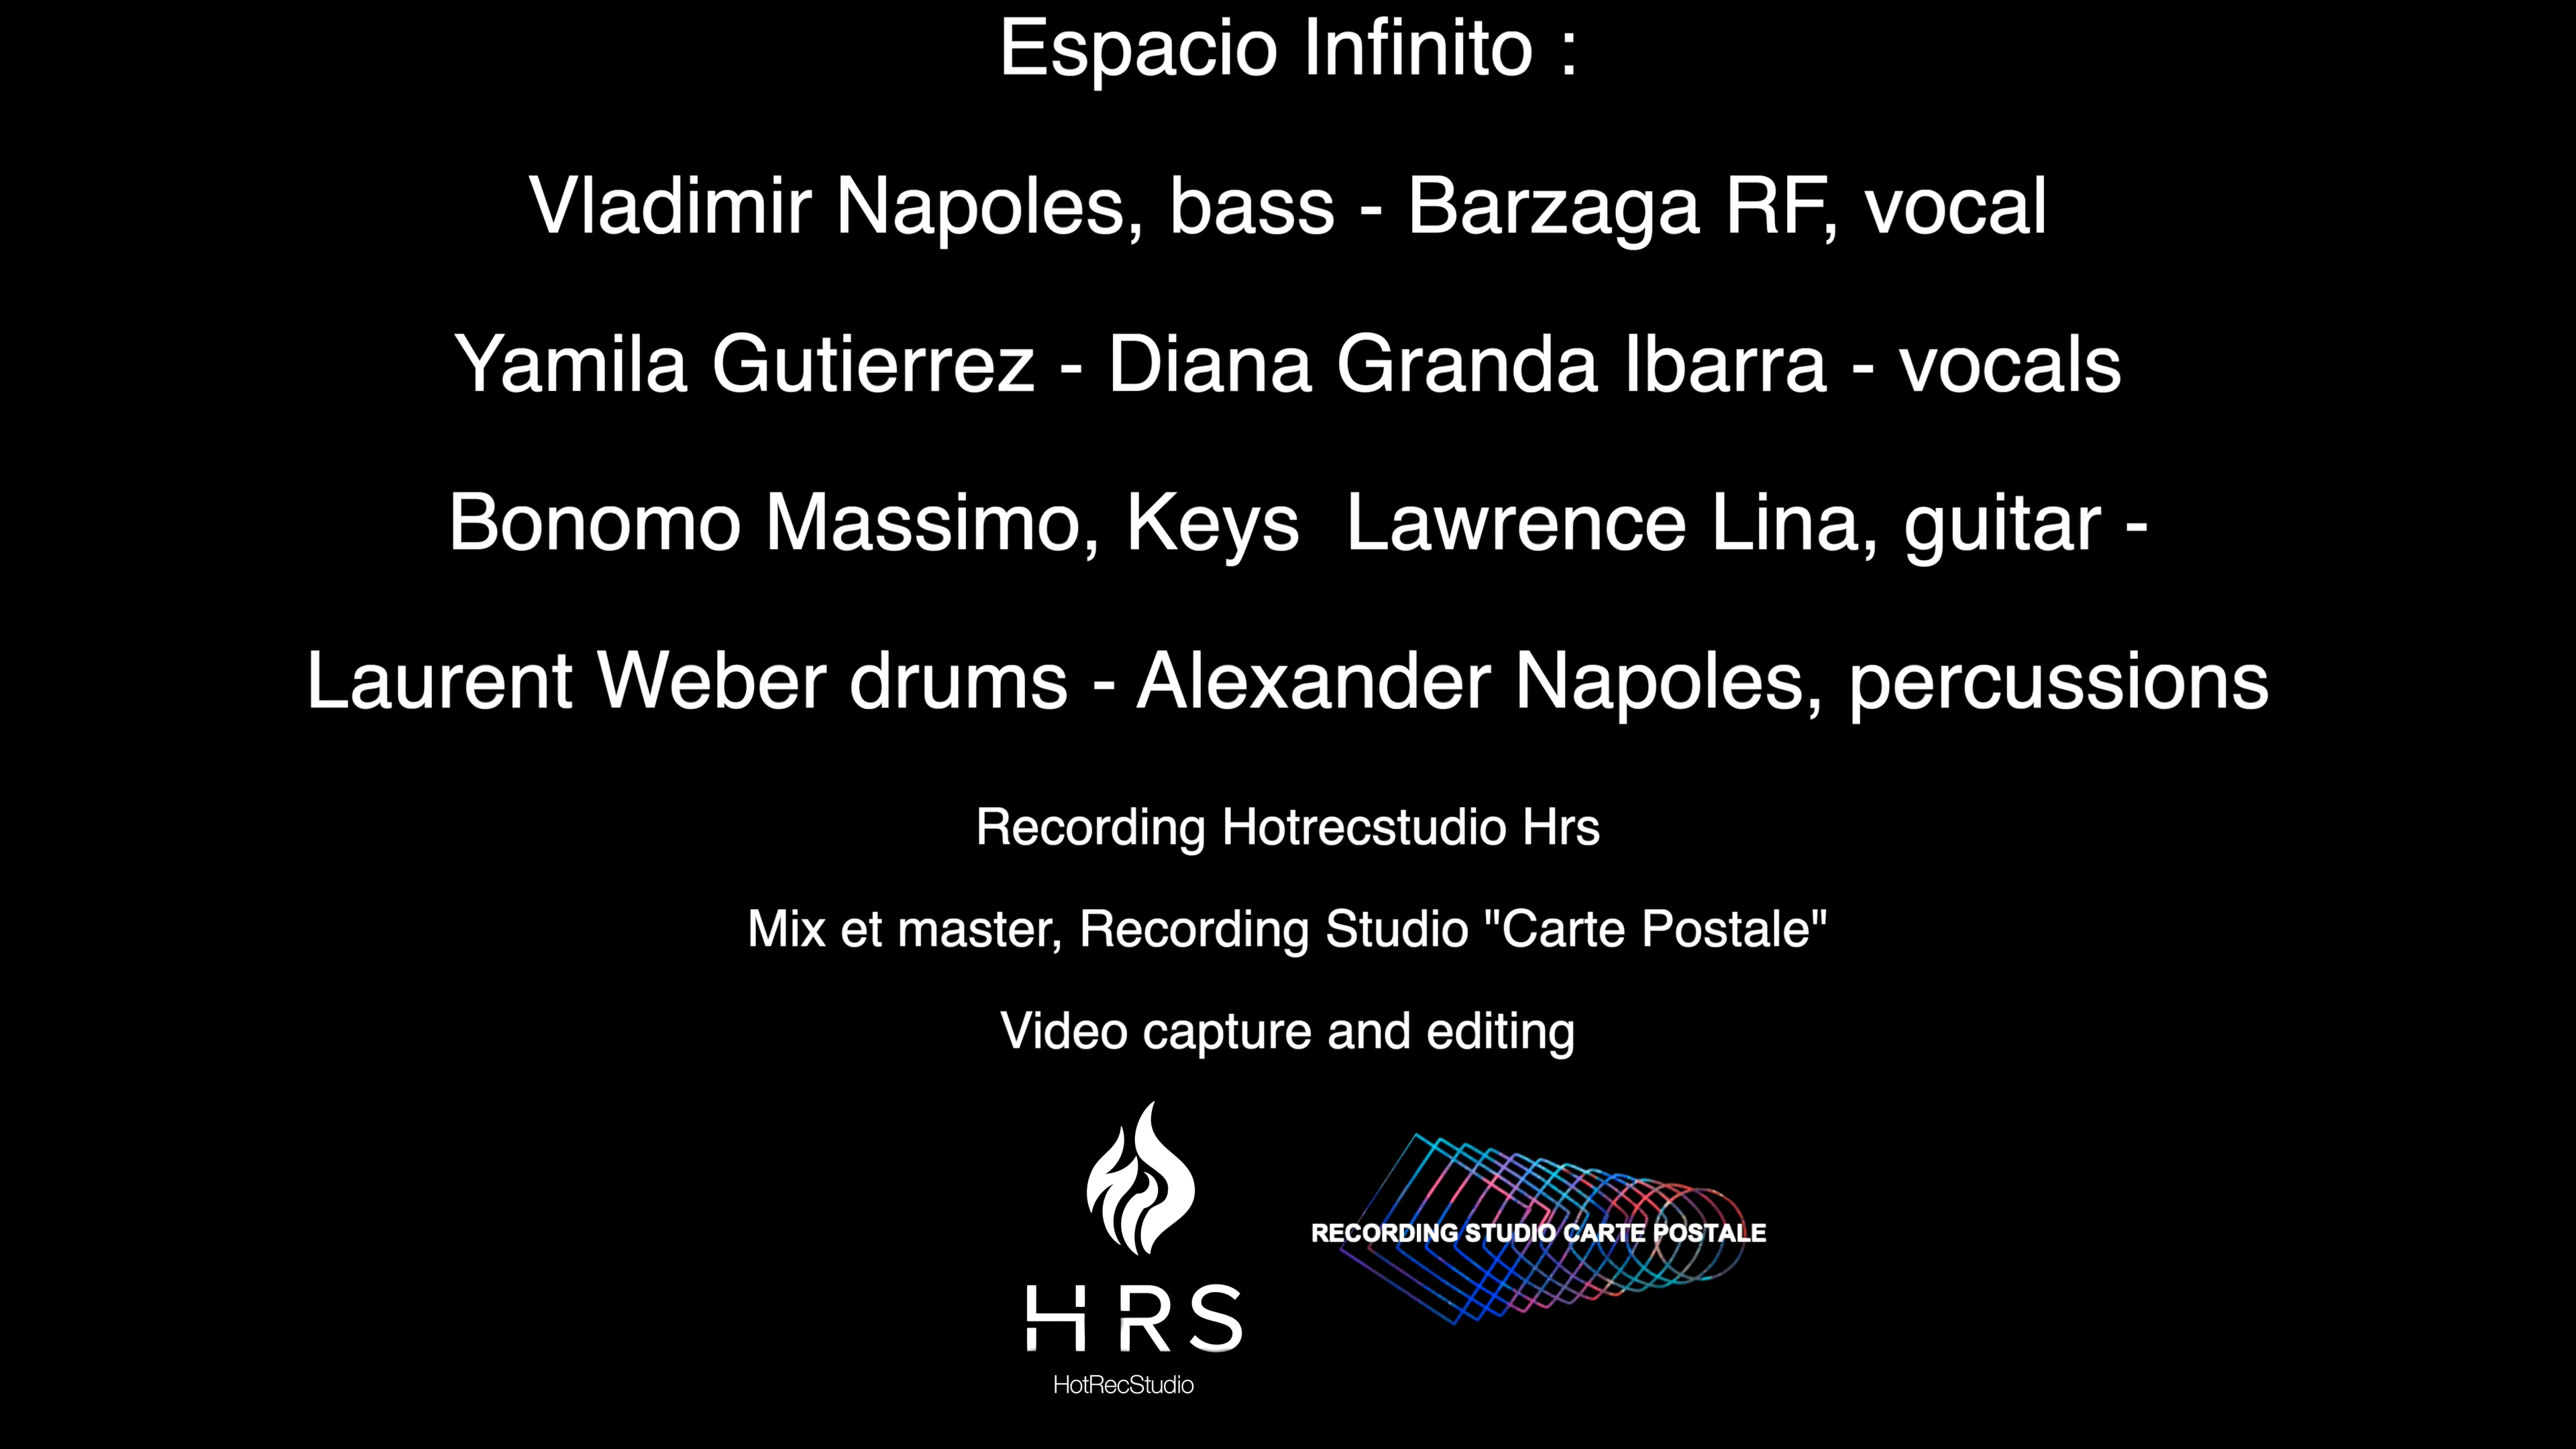 Espacio Infinito :
Vladimir Napoles, bass - Barzaga RF, vocal
Yamila Gutierrez - Diana Granda Ibarra - vocals
Bonomo Massimo, Keys  Lawrence Lina, guitar -
Laurent Weber drums - Alexander Napoles, percussions
Recording Hotrecstudio Hrs
Mix et master, Recording Studio "Carte Postale"
Video capture and editing
HRS
HotRecStudio
RECORDING STUDIO CARTE POSTALE